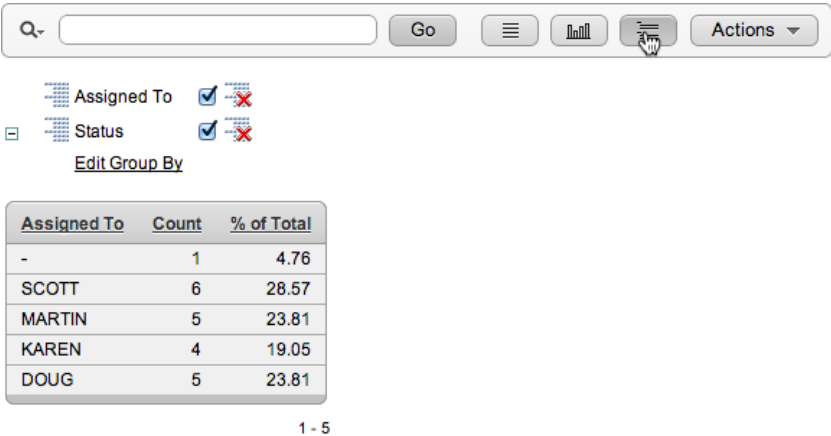 Go Actions
Assigned To
Status
Edit Group By
Assigned To Count % of Total
- 1 4.76
SCOTT 6 28.57
MARTIN 5 23.81
KAREN 4 19.05
DOUG 5 23.81
1 - 5